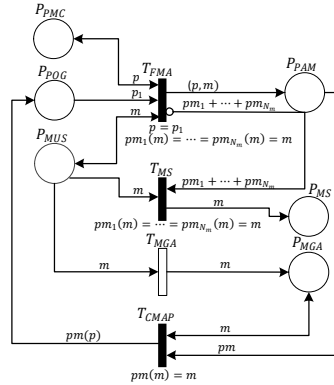 P_PMC
P_POG
T_FMA
P_PAM
p
p_1
m
(p, m)
pm_1 + ⋯ + pm_{N_m}
p = p_1
pm_1(m) = ⋯ = pm_{N_m}(m) = m
P_MUS
T_MS
pm_1 + ⋯ + pm_{N_m}
m
m
P_MS
pm_1(m) = ⋯ = pm_{N_m}(m) = m
T_MGA
P_MGA
m
m
T_CMAP
pm(p)
m
pm
pm(m) = m